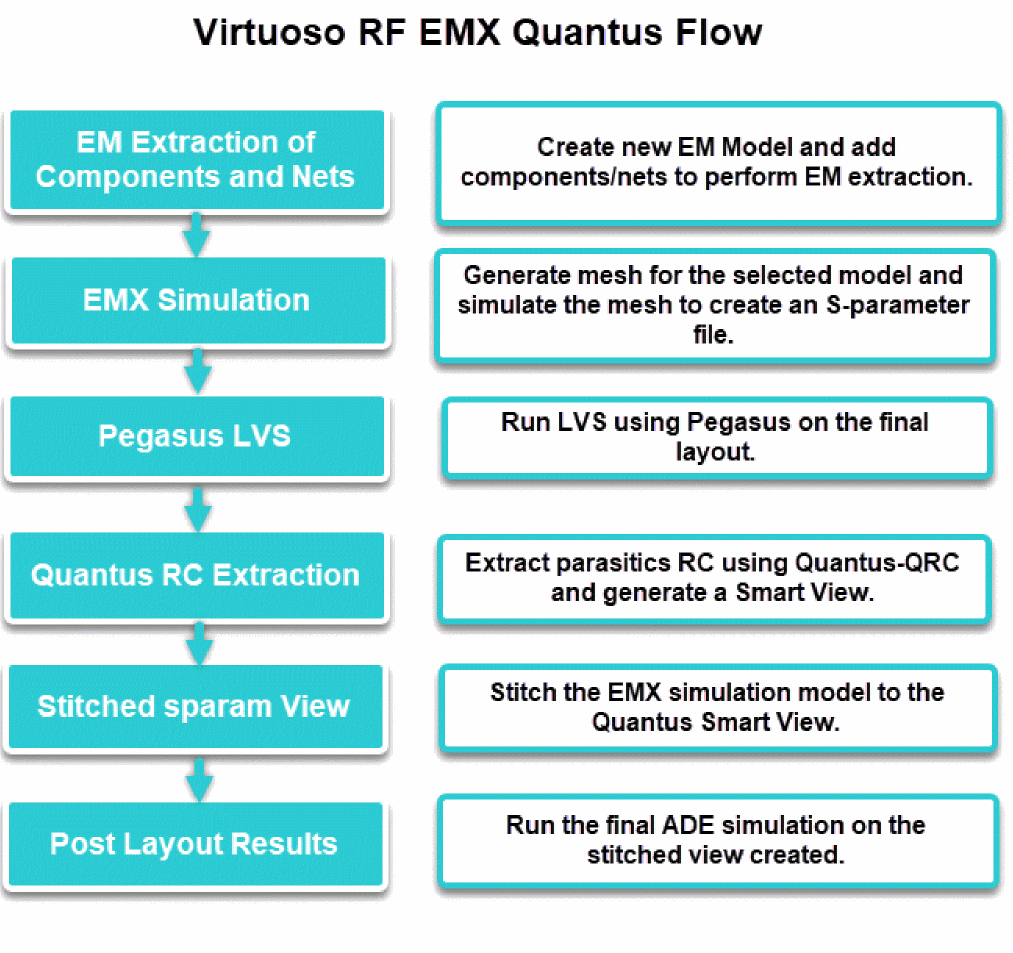 Virtuoso RF EMX Quantus Flow
EM Extraction of
Components and Nets
Create new EM Model and add
components/nets to perform EM extraction.
EMX Simulation
Generate mesh for the selected model and
simulate the mesh to create an S-parameter
file.
Pegasus LVS
Run LVS using Pegasus on the final
layout.
Quantus RC Extraction
Extract parasitics RC using Quantus-QRC
and generate a Smart View.
Stitched sparam View
Stitch the EMX simulation model to the
Quantus Smart View.
Post Layout Results
Run the final ADE simulation on the
stitched view created.